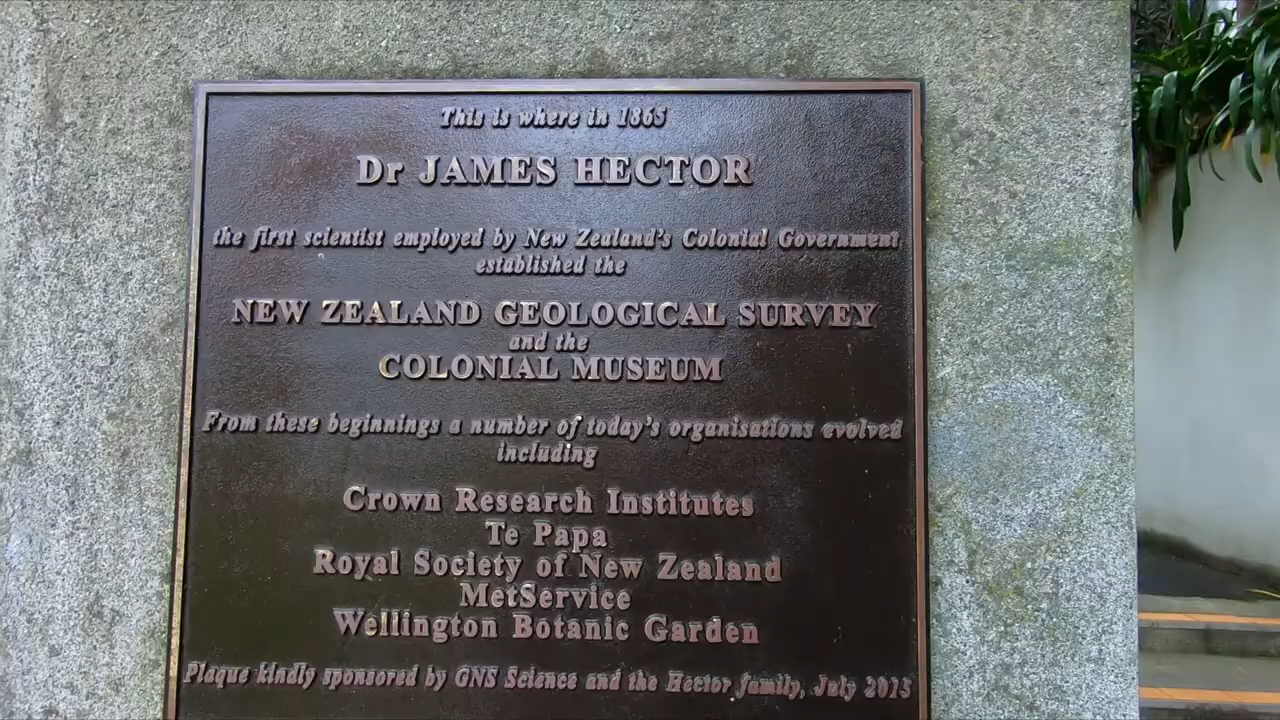 This is where in 1865
Dr JAMES HECTOR
the first scientist employed by New Zealand's Colonial Government
established the
NEW ZEALAND GEOLOGICAL SURVEY
and the
COLONIAL MUSEUM
From these beginnings a number of today's organisations evolved
including
Crown Research Institutes
Te Papa
Royal Society of New Zealand
MetService
Wellington Botanic Garden
Plaque kindly sponsored by GNS Science and the Hector family, July 2015